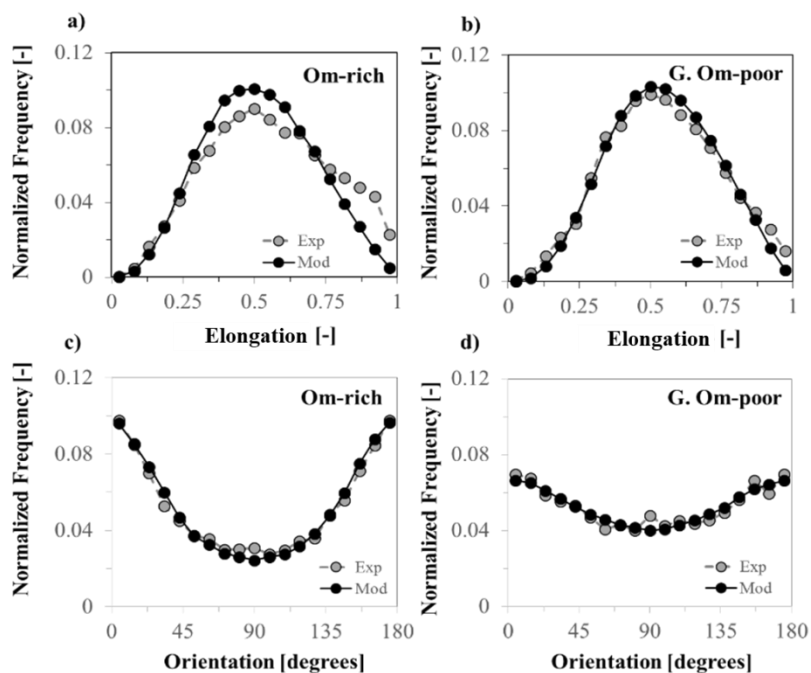 a)
Normalized Frequency [-]
0.12
0.08
0.04
0
Om-rich
Exp
Mod
0 0.25 0.5 0.75 1
Elongation [-]
b)
Normalized Frequency [-]
0.12
0.08
0.04
0
G. Om-poor
Exp
Mod
0 0.25 0.5 0.75 1
Elongation [-]
c)
Normalized Frequency [-]
0.12
0.08
0.04
0
Om-rich
Exp
Mod
0 45 90 135 180
Orientation [degrees]
d)
Normalized Frequency [-]
0.12
0.08
0.04
0
G. Om-poor
Exp
Mod
0 45 90 135 180
Orientation [degrees]